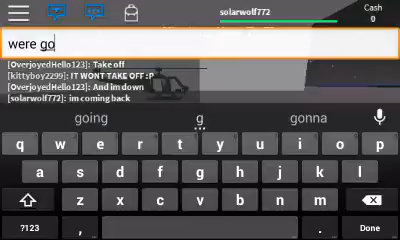 solarwolf772
Cash
0
were go
[OverjoyedHello123]: Take off
[kittyboy2299]: IT WONT TAKE OFF :P
[OverjoyedHello123]: And im down
[solarwolf772]: im coming back
going g gonna
q w e r t y u i o p
a s d f g h j k l
z x c v b n m
?123 , . Done